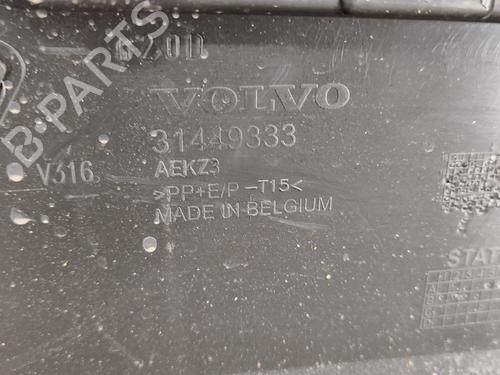 VOLVO
31449333
V316
AEKZ3
>PP+E/P-T15<
MADE IN BELGIUM
STAT
B-PARTS